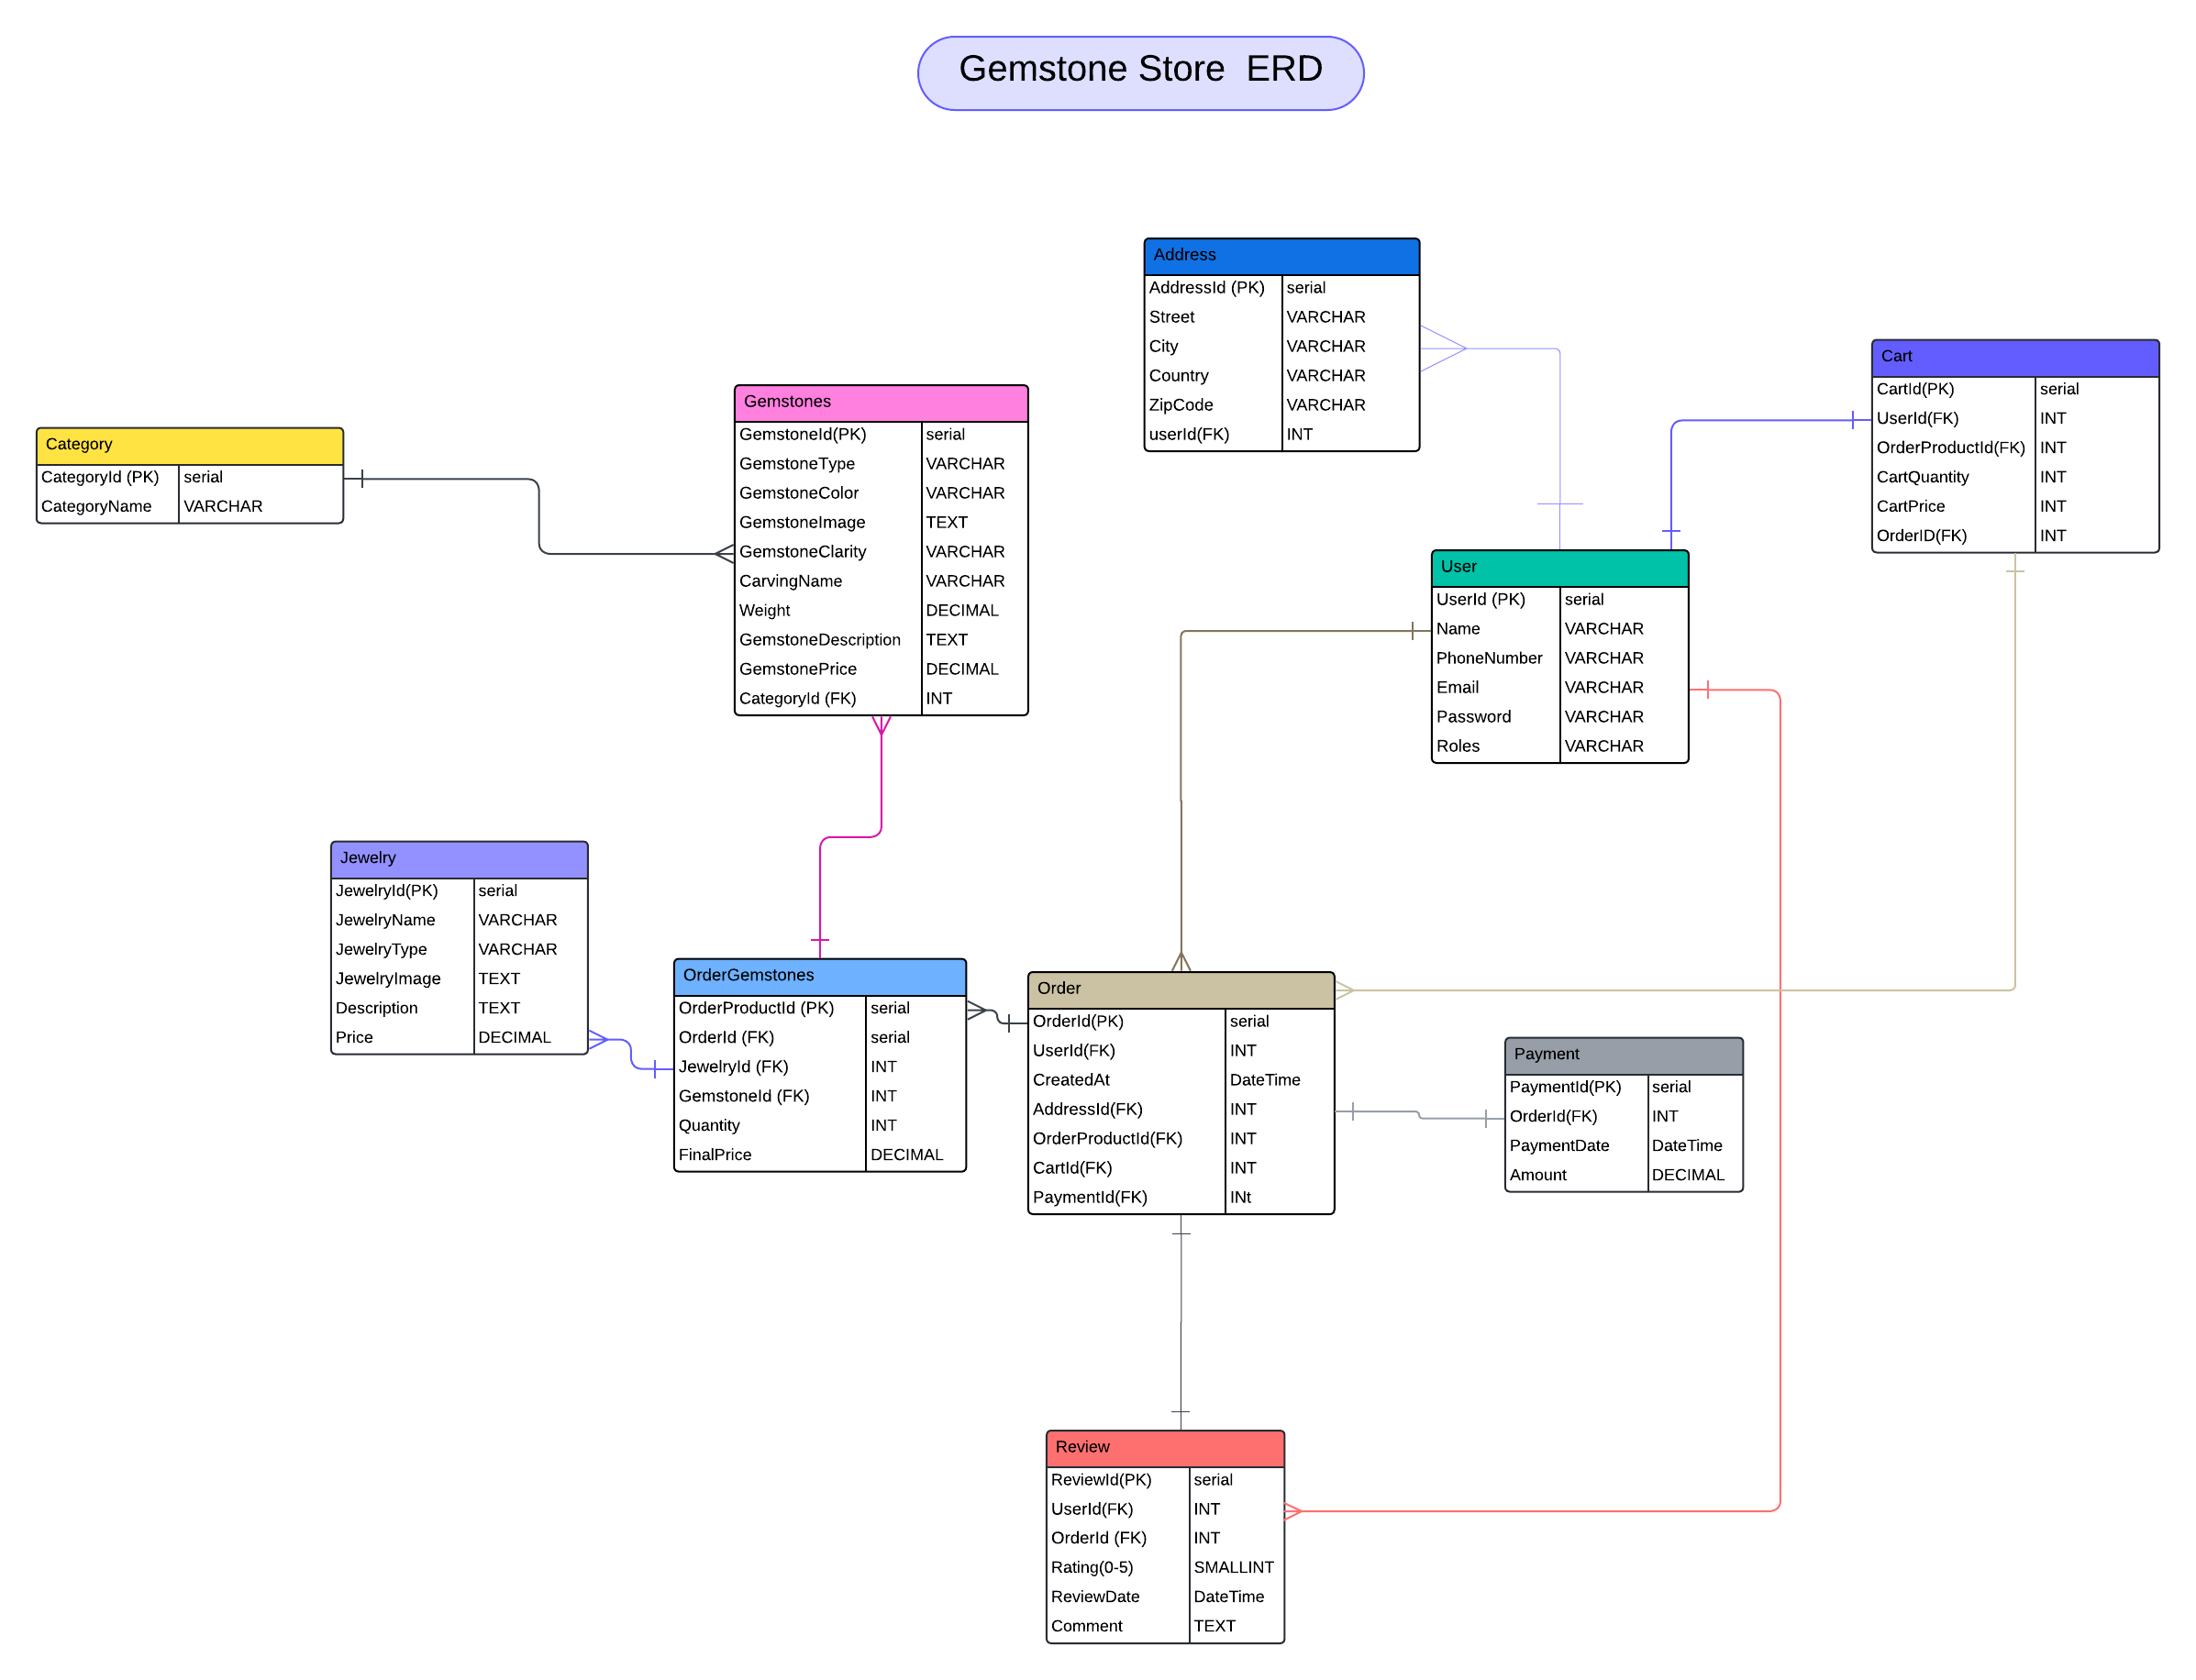 Gemstone Store  ERD
Address
AddressId (PK) serial
Street VARCHAR
City VARCHAR
Country VARCHAR
ZipCode VARCHAR
userId(FK) INT
Cart
CartId(PK) serial
UserId(FK) INT
OrderProductId(FK) INT
CartQuantity INT
CartPrice INT
OrderID(FK) INT
Gemstones
GemstoneId(PK) serial
GemstoneType VARCHAR
GemstoneColor VARCHAR
GemstoneImage TEXT
GemstoneClarity VARCHAR
CarvingName VARCHAR
Weight DECIMAL
GemstoneDescription TEXT
GemstonePrice DECIMAL
CategoryId (FK) INT
Category
CategoryId (PK) serial
CategoryName VARCHAR
User
UserId (PK) serial
Name VARCHAR
PhoneNumber VARCHAR
Email VARCHAR
Password VARCHAR
Roles VARCHAR
Jewelry
JewelryId(PK) serial
JewelryName VARCHAR
JewelryType VARCHAR
JewelryImage TEXT
Description TEXT
Price DECIMAL
OrderGemstones
OrderProductId (PK) serial
OrderId (FK) serial
JewelryId (FK) INT
GemstoneId (FK) INT
Quantity INT
FinalPrice DECIMAL
Order
OrderId(PK) serial
UserId(FK) INT
CreatedAt DateTime
AddressId(FK) INT
OrderProductId(FK) INT
CartId(FK) INT
PaymentId(FK) INt
Payment
PaymentId(PK) serial
OrderId(FK) INT
PaymentDate DateTime
Amount DECIMAL
Review
ReviewId(PK) serial
UserId(FK) INT
OrderId (FK) INT
Rating(0-5) SMALLINT
ReviewDate DateTime
Comment TEXT